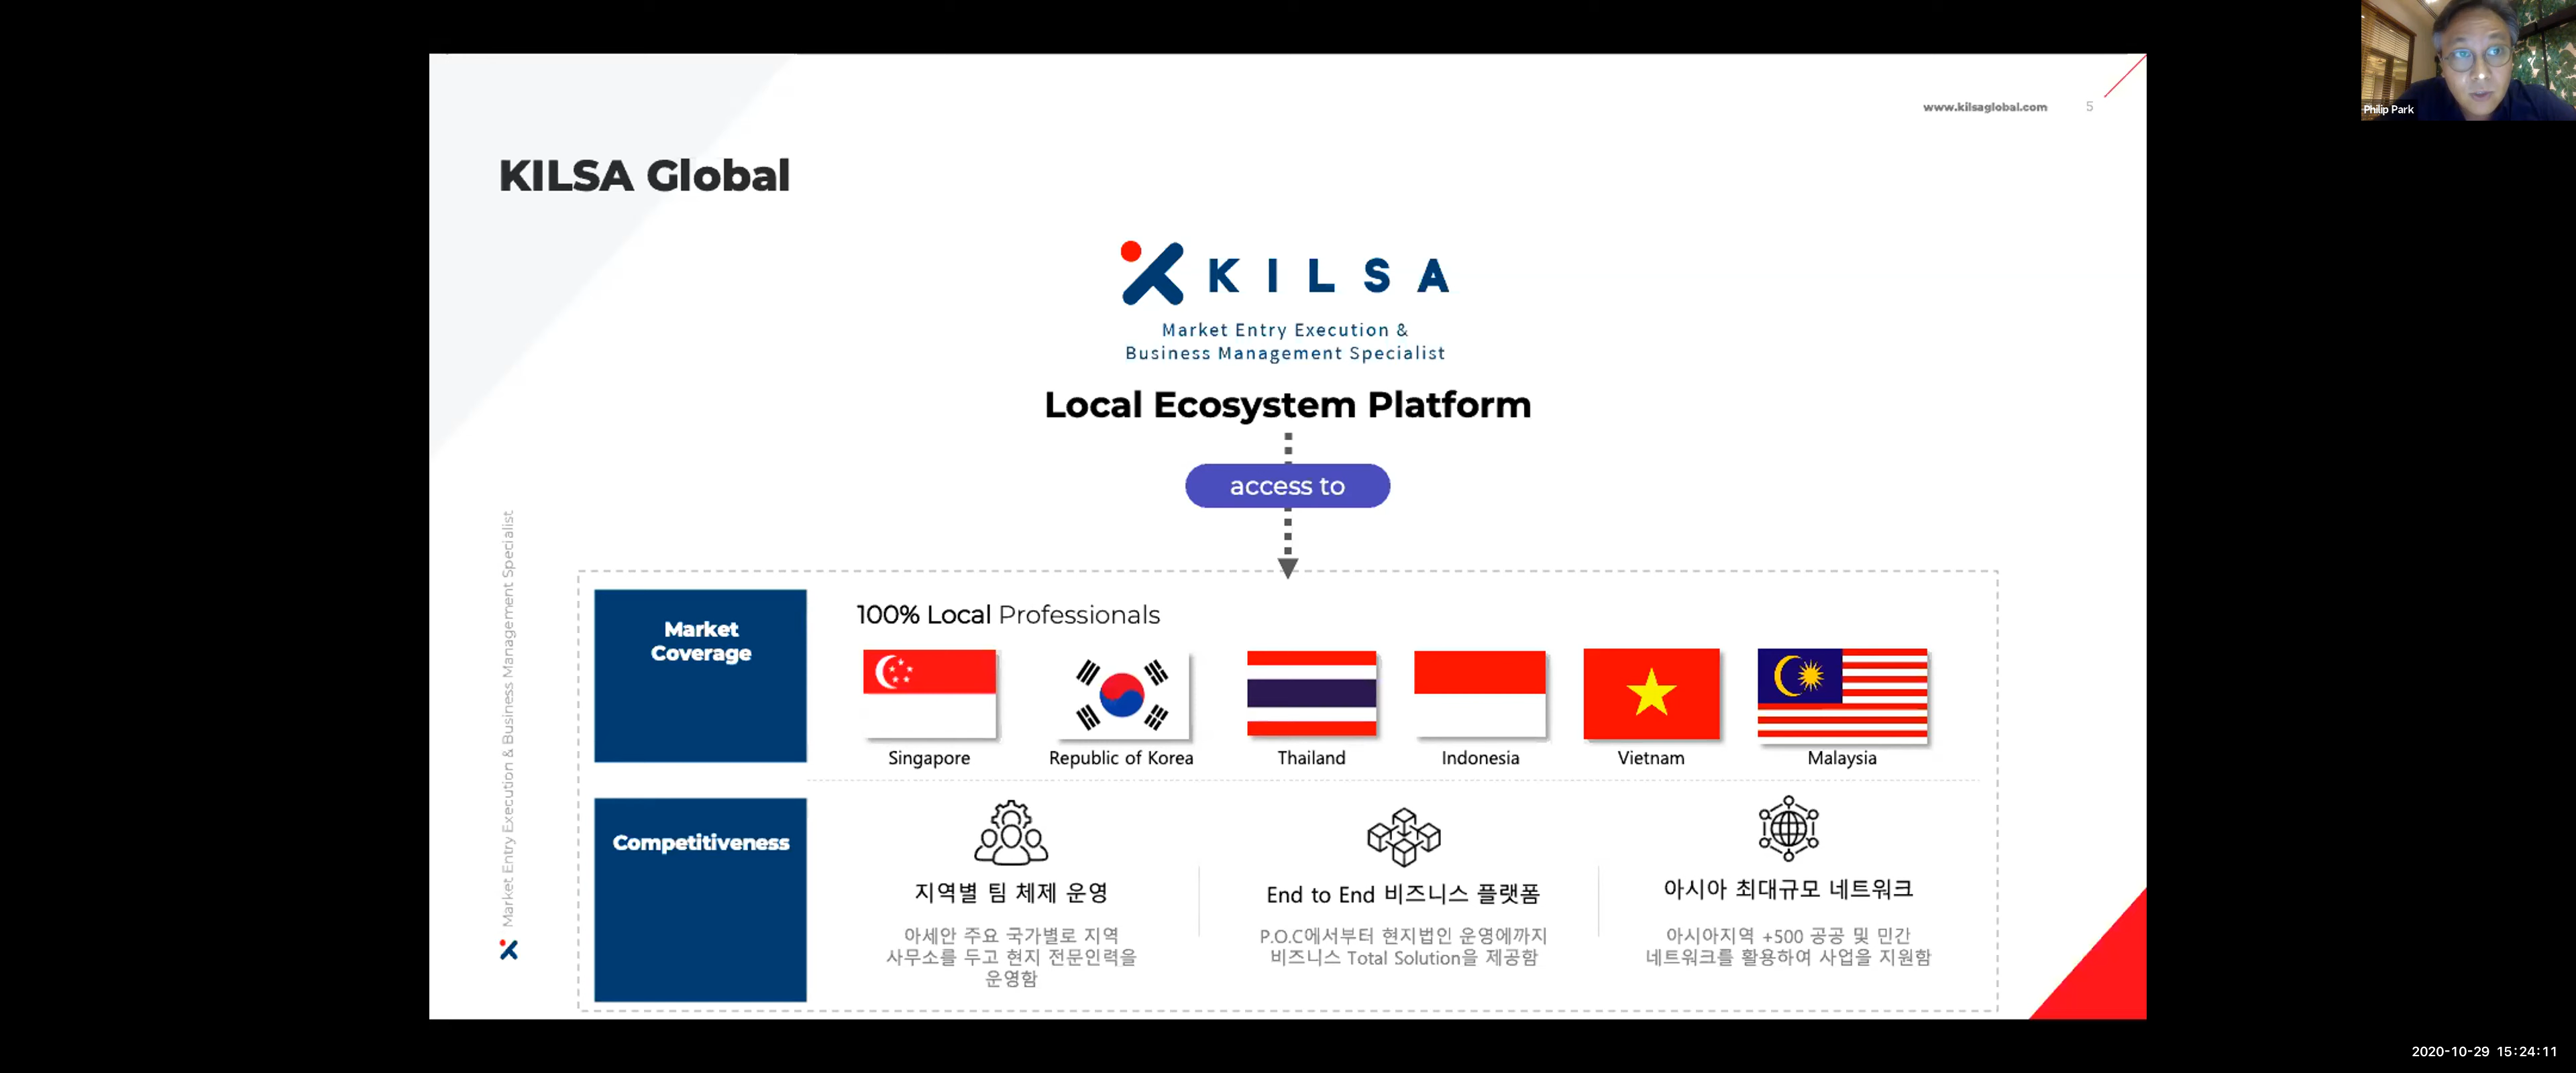 www.kilsaglobal.com 5
Philip Park
KILSA Global
KILSA
Market Entry Execution &
Business Management Specialist
Local Ecosystem Platform
access to
Market Entry Execution & Business Management Specialist
Market
Coverage
100% Local Professionals
Singapore
Republic of Korea
Thailand
Indonesia
Vietnam
Malaysia
Competitiveness
지역별 팀 체제 운영
아세안 주요 국가별로 지역
사무소를 두고 현지 전문인력을
운영함
End to End 비즈니스 플랫폼
P.O.C에서부터 현지법인 운영에까지
비즈니스 Total Solution을 제공함
아시아 최대규모 네트워크
아시아지역 +500 공공 및 민간
네트워크를 활용하여 사업을 지원함
2020-10-29 15:24:11